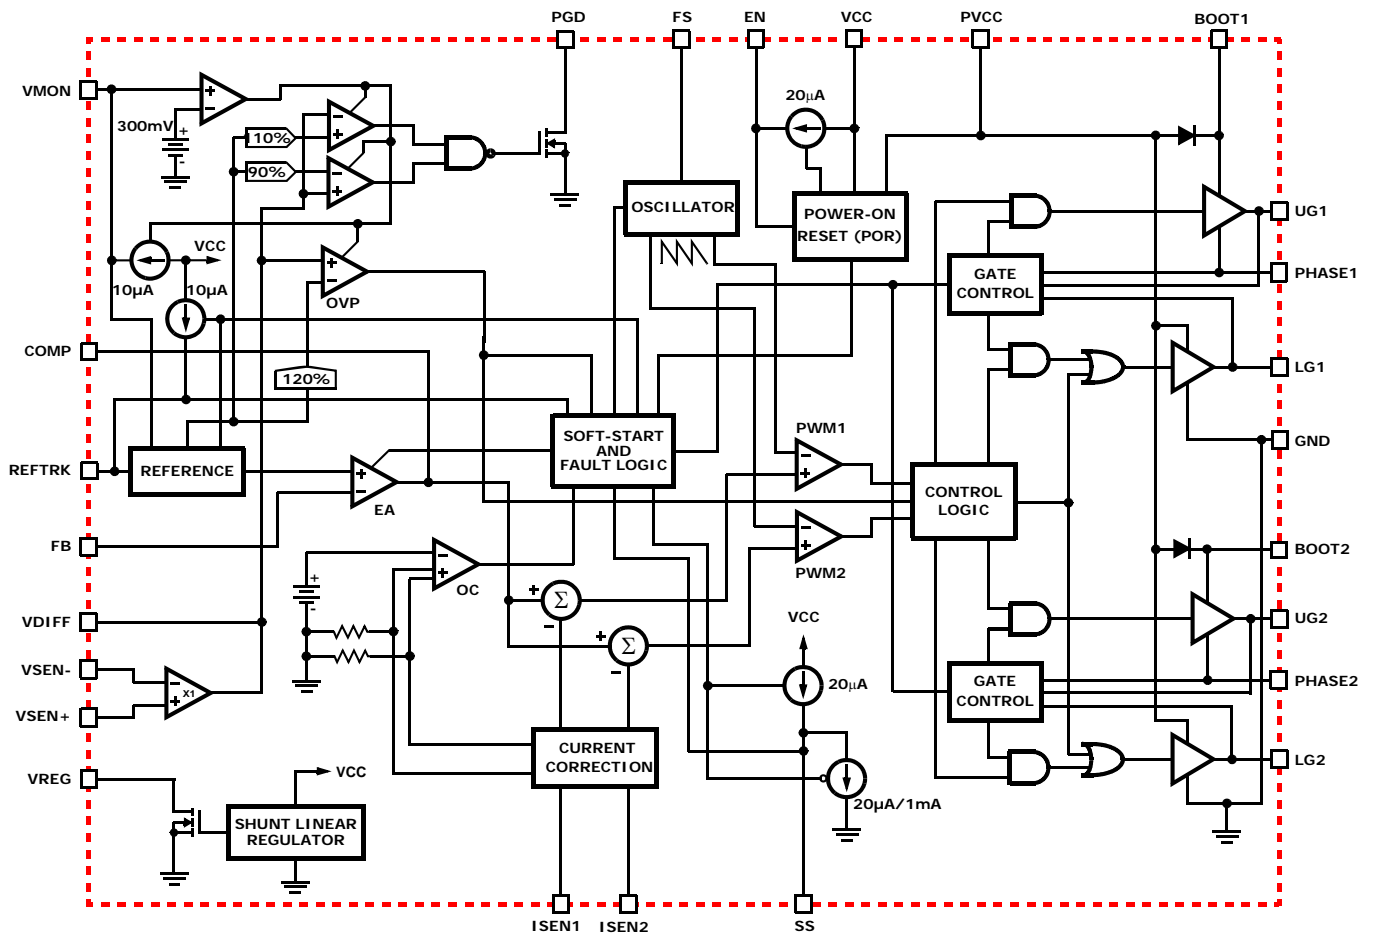 PGD
FS
EN
VCC
PVCC
BOOT1
VMON
300mV
+
-
+
-
-
+
-
+
110%
90%
20µA
OSCILLATOR
POWER-ON
RESET (POR)
UG1
VCC
10µA
10µA
+
-
OVP
GATE
CONTROL
PHASE1
COMP
120%
LG1
SOFT-START
AND
FAULT LOGIC
PWM1
-
+
GND
REFTRK
REFERENCE
+
-
EA
CONTROL
LOGIC
FB
-
+
PWM2
BOOT2
-
+
+
OC
+
-
+
Σ
-
+
Σ
-
VDIFF
VCC
UG2
VSEN-
VSEN+
-
+
X1
20µA
GATE
CONTROL
PHASE2
CURRENT
CORRECTION
LG2
VREG
VCC
20µA/1mA
SHUNT LINEAR
REGULATOR
ISEN1
ISEN2
SS